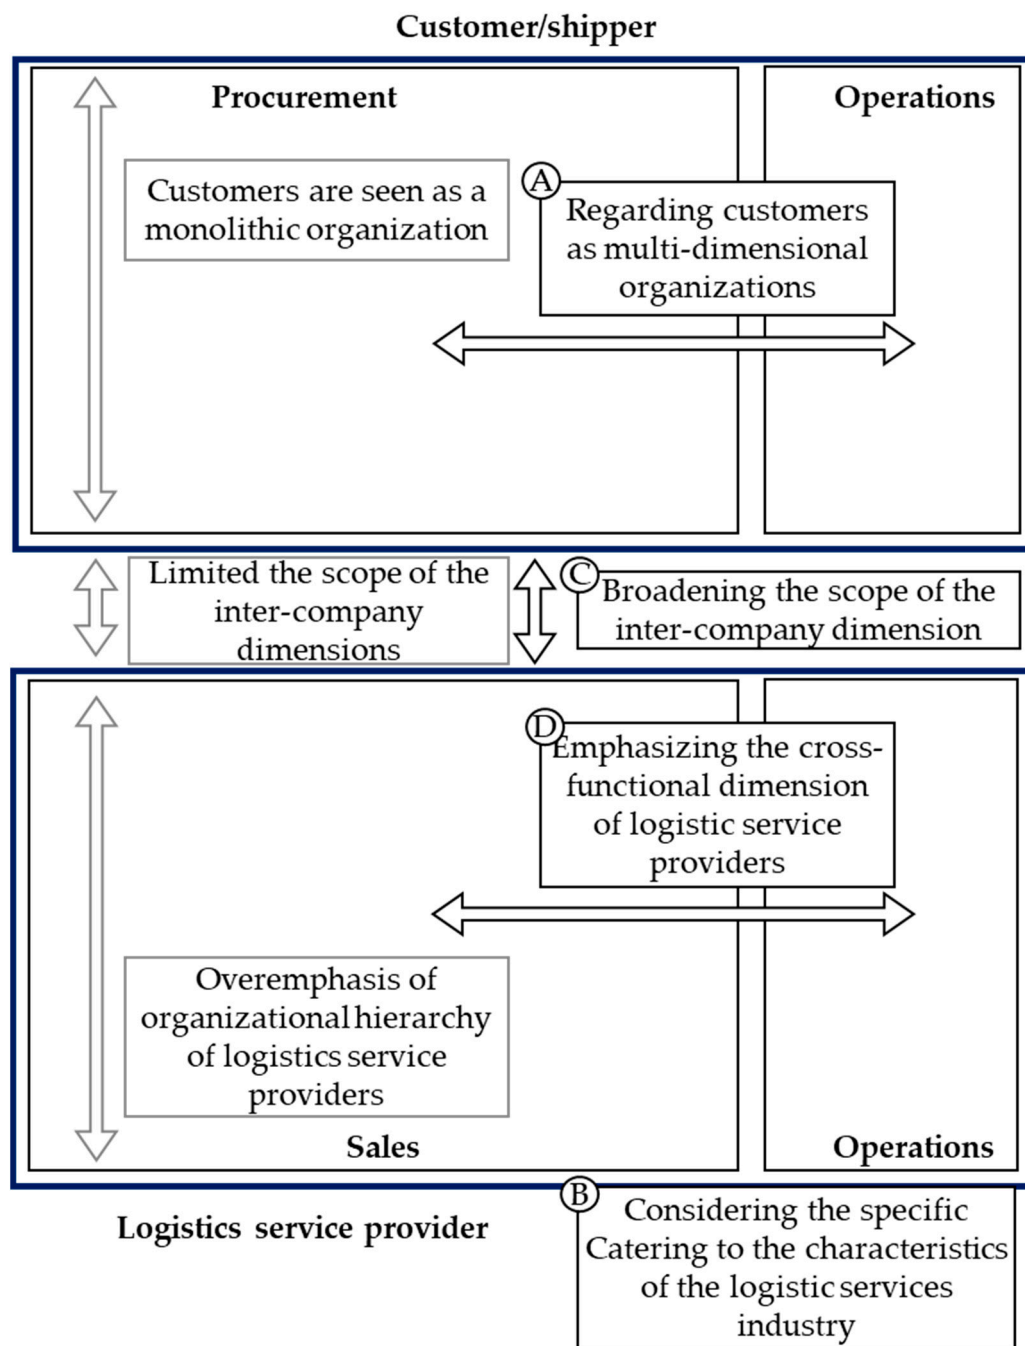 Customer/shipper
Procurement
Operations
Customers are seen as a
monolithic organization
A
Regarding customers
as multi-dimensional
organizations
Limited the scope of the
inter-company
dimensions
C
Broadening the scope of the
inter-company dimension
D
Emphasizing the cross-
functional dimension
of logistic service
providers
Overemphasis of
organizational hierarchy
of logistics service
providers
Sales
Operations
Logistics service provider
B
Considering the specific
Catering to the characteristics
of the logistic services
industry